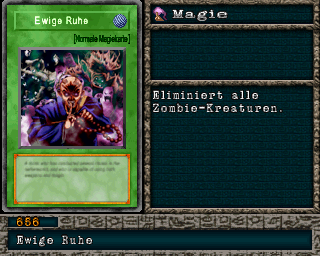 Ewige Ruhe
[Normale Magiekarte]
Magie
Eliminiert alle
Zombie-Kreaturen.
656
Ewige Ruhe